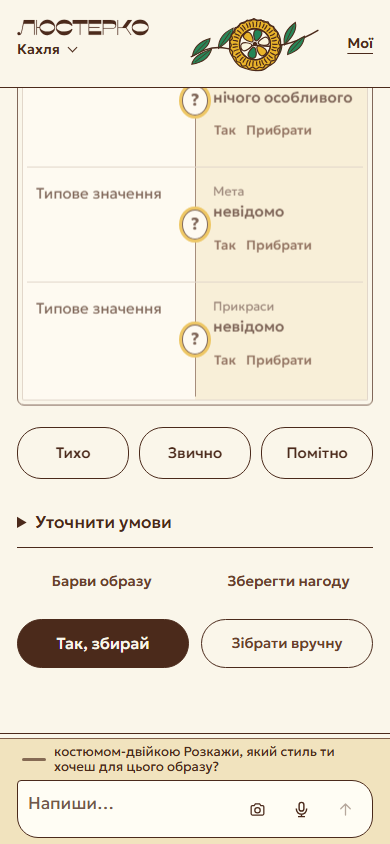 ЛЮСТЕРКО
Кахля
Мої
нічого особливого
?
Так Прибрати
Типове значення
Мета
невідомо
?
Так Прибрати
Типове значення
Прикраси
невідомо
?
Так Прибрати
Тихо Звично Помітно
Уточнити умови
Барви образу Зберегти нагоду
Так, збирай Зібрати вручну
костюмом-двійкою Розкажи, який стиль ти
хочеш для цього образу?
Напиши...